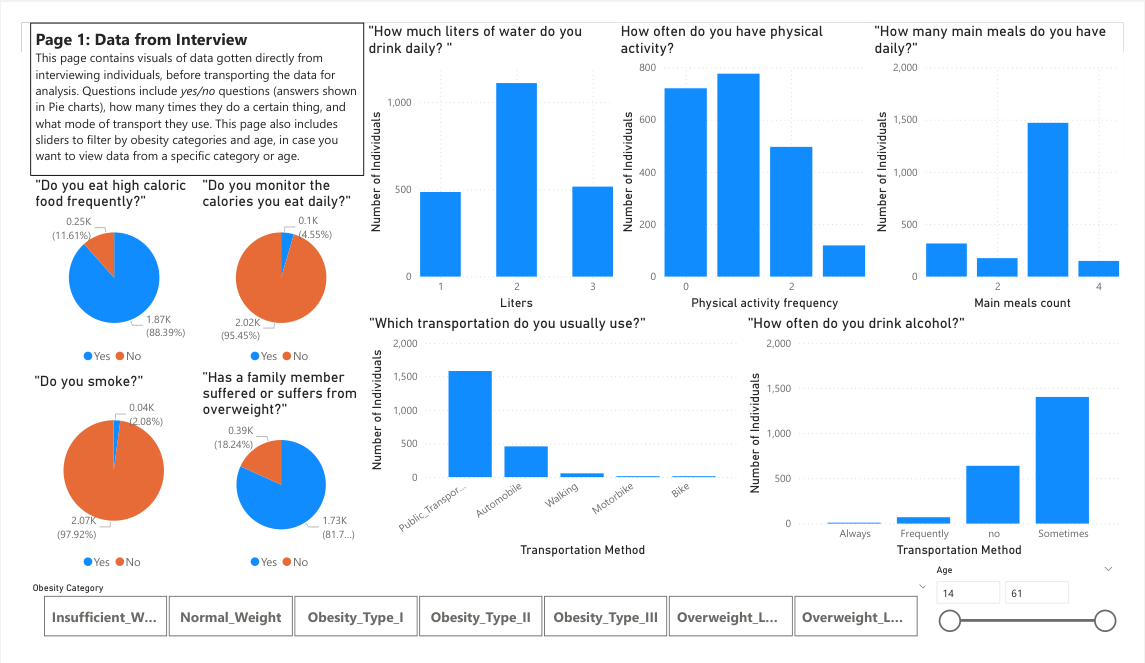 Page 1: Data from Interview
This page contains visuals of data gotten directly from
interviewing individuals, before transporting the data for
analysis. Questions include yes/no questions (answers shown
in Pie charts), how many times they do a certain thing, and
what mode of transport they use. This page also includes
sliders to filter by obesity categories and age, in case you
want to view data from a specific category or age.
"How much liters of water do you
drink daily? "
Number of Individuals
1,000
500
0
1
2
3
Liters
How often do you have physical
activity?
Number of Individuals
800
600
400
200
0
0
2
Physical activity frequency
"How many main meals do you have
daily?"
Number of Individuals
2,000
1,500
1,000
500
0
2
4
Main meals count
"Do you eat high caloric
food frequently?"
0.25K
(11.61%)
1.87K
(88.39%)
Yes No
"Do you monitor the
calories you eat daily?"
0.1K
(4.55%)
2.02K
(95.45%)
Yes No
"Do you smoke?"
0.04K
(2.08%)
2.07K
(97.92%)
Yes No
"Has a family member
suffered or suffers from
overweight?"
0.39K
(18.24%)
1.73K
(81.7...)
Yes No
"Which transportation do you usually use?"
Number of Individuals
2,000
1,500
1,000
500
0
Public_Transpor...
Automobile
Walking
Motorbike
Bike
Transportation Method
"How often do you drink alcohol?"
Number of Individuals
2,000
1,500
1,000
500
0
Always
Frequently
no
Sometimes
Transportation Method
Obesity Category
Insufficient_W...
Normal_Weight
Obesity_Type_I
Obesity_Type_II
Obesity_Type_III
Overweight_L...
Overweight_L...
Age
14
61